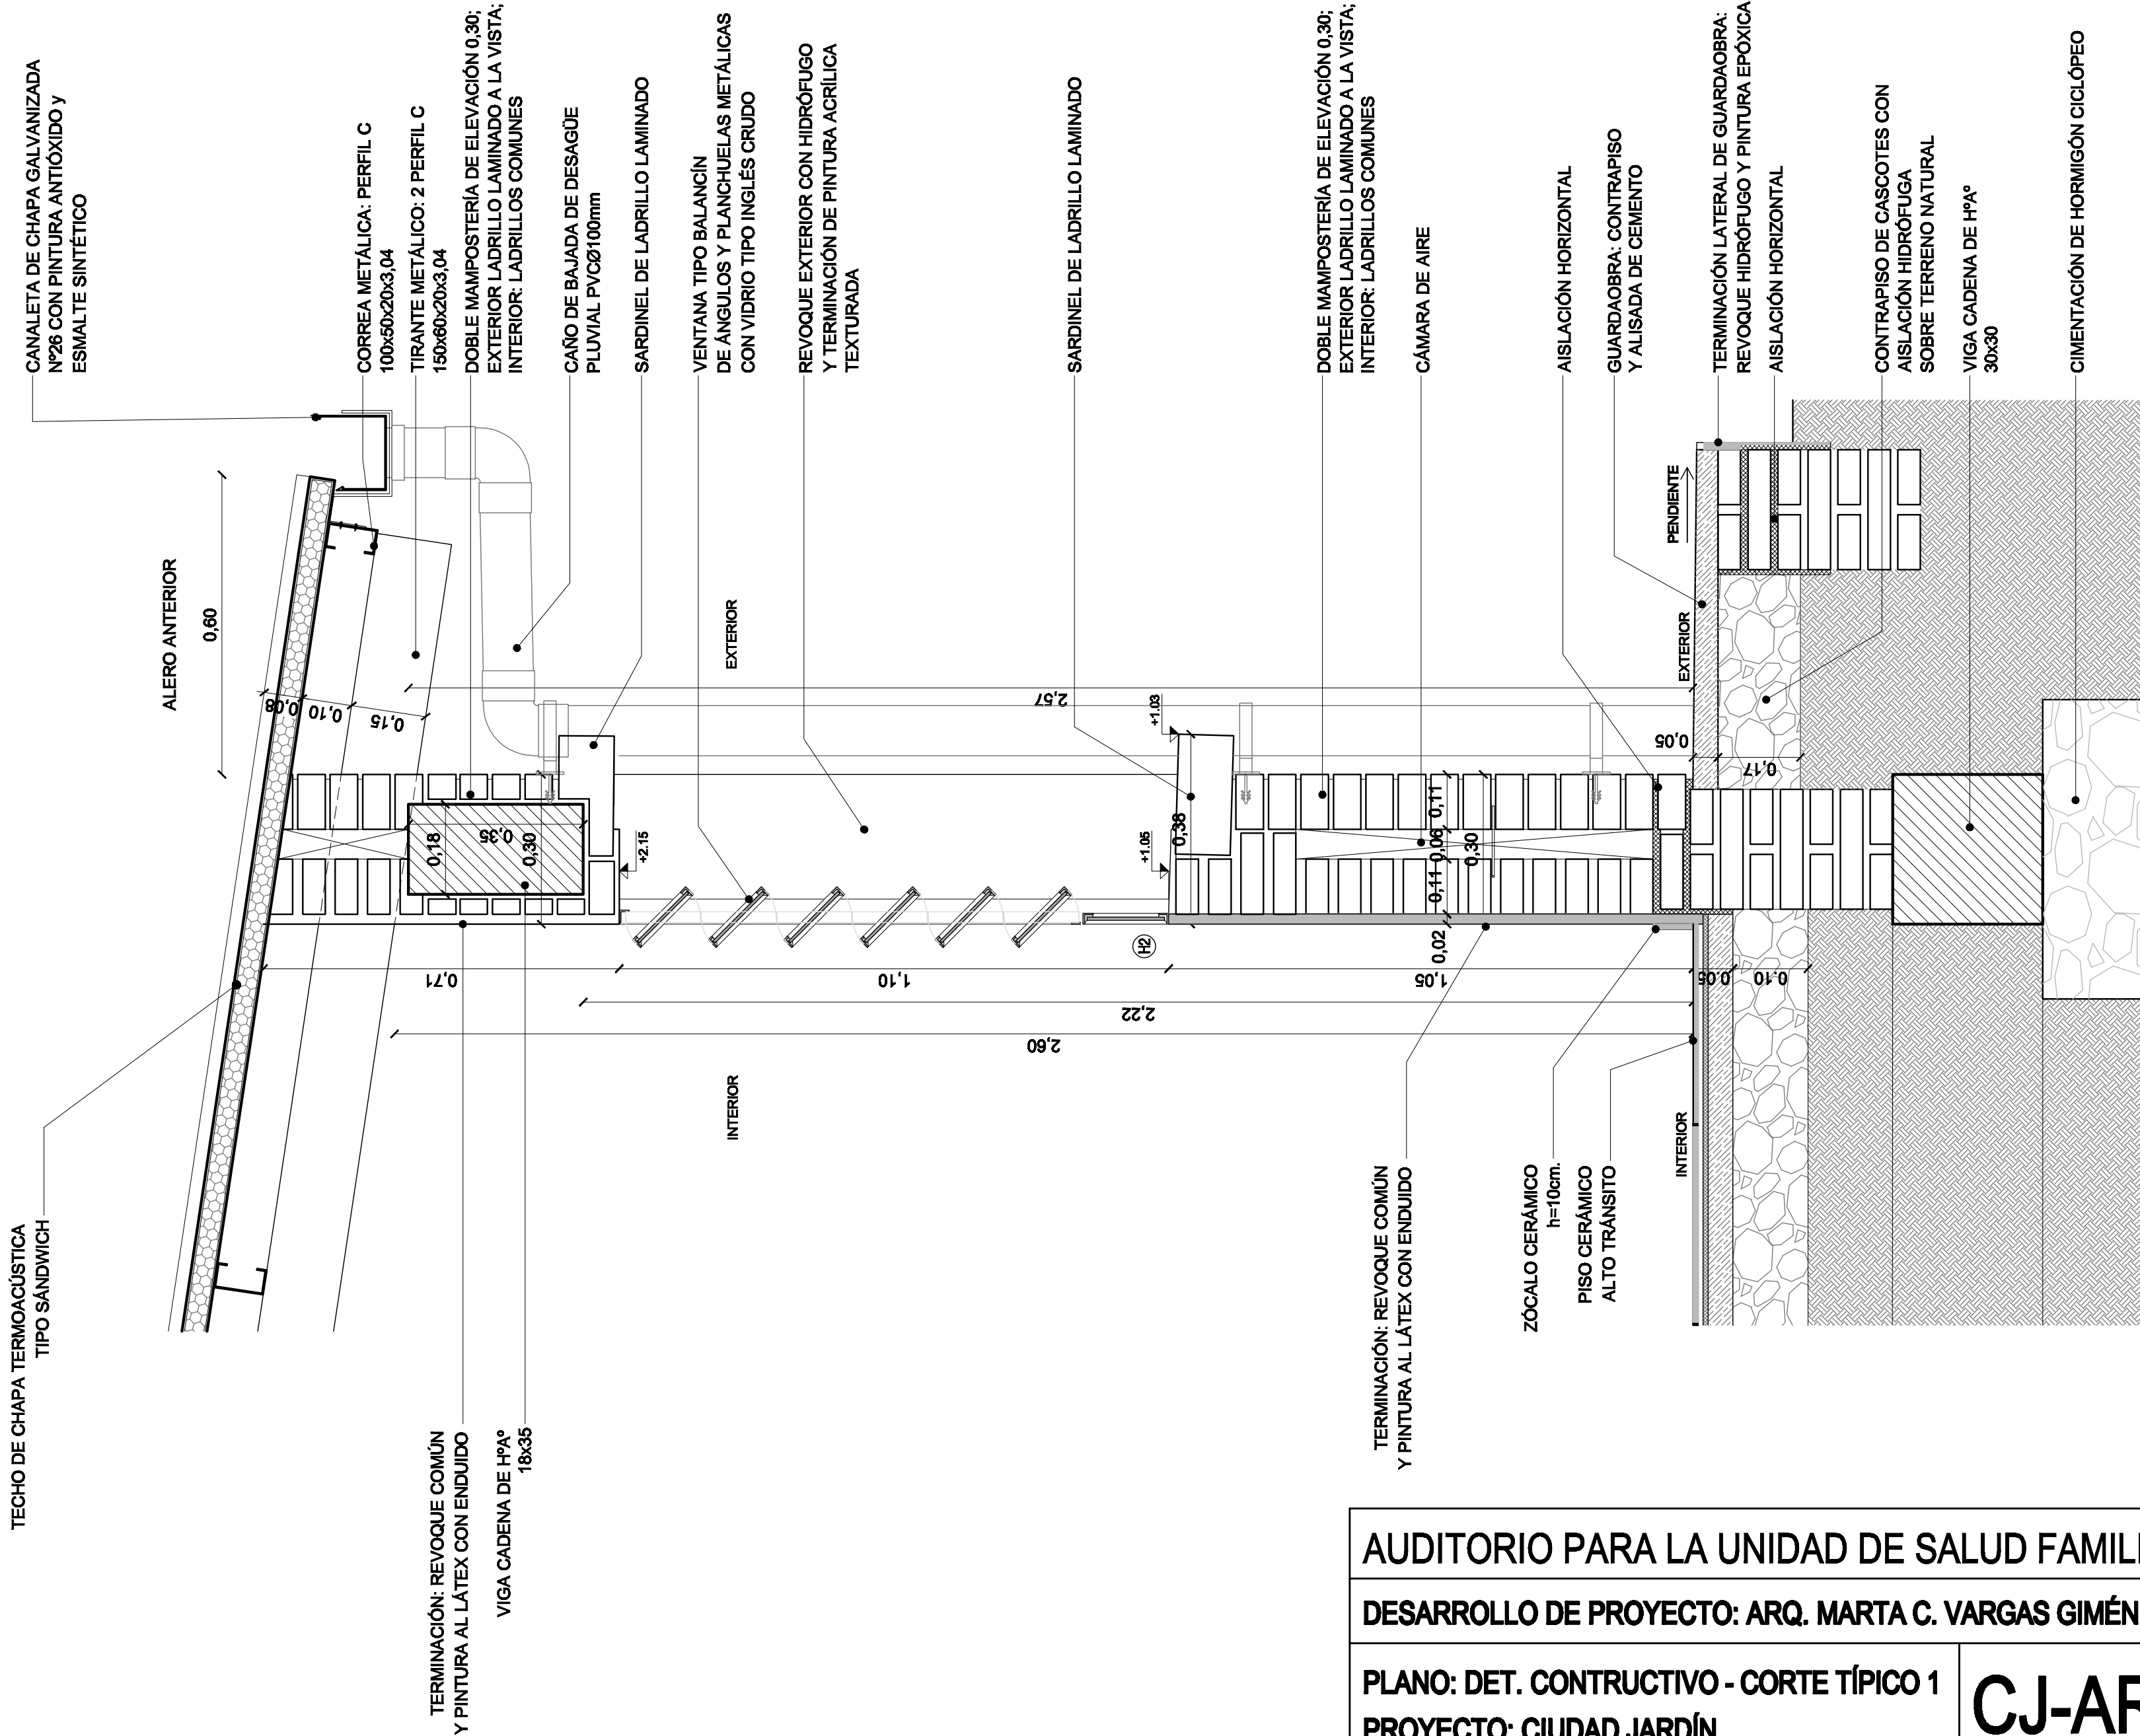 CANALETA DE CHAPA GALVANIZADA
Nº26 CON PINTURA ANTIÓXIDO y
ESMALTE SINTÉTICO
CORREA METÁLICA: PERFIL C
100x50x20x3,04
TIRANTE METÁLICO: 2 PERFIL C
150x60x20x3,04
DOBLE MAMPOSTERÍA DE ELEVACIÓN 0,30;
EXTERIOR LADRILLO LAMINADO A LA VISTA;
INTERIOR: LADRILLOS COMUNES
CAÑO DE BAJADA DE DESAGÜE
PLUVIAL PVCØ100mm
SARDINEL DE LADRILLO LAMINADO
VENTANA TIPO BALANCÍN
DE ÁNGULOS Y PLANCHUELAS METÁLICAS
CON VIDRIO TIPO INGLÉS CRUDO
REVOQUE EXTERIOR CON HIDRÓFUGO
Y TERMINACIÓN DE PINTURA ACRÍLICA
TEXTURADA
SARDINEL DE LADRILLO LAMINADO
DOBLE MAMPOSTERÍA DE ELEVACIÓN 0,30;
EXTERIOR LADRILLO LAMINADO A LA VISTA;
INTERIOR: LADRILLOS COMUNES
CÁMARA DE AIRE
AISLACIÓN HORIZONTAL
GUARDAOBRA: CONTRAPISO
Y ALISADA DE CEMENTO
TERMINACIÓN LATERAL DE GUARDAOBRA:
REVOQUE HIDRÓFUGO Y PINTURA EPÓXICA
AISLACIÓN HORIZONTAL
CONTRAPISO DE CASCOTES CON
AISLACIÓN HIDRÓFUGA
SOBRE TERRENO NATURAL
VIGA CADENA DE HºAº
30x30
CIMENTACIÓN DE HORMIGÓN CICLÓPEO
ALERO ANTERIOR
0,60
0,08
0,10
0,15
EXTERIOR
2,57
PENDIENTE
EXTERIOR
0,05
0,17
0,18
0,35
0,30
+2.15
+1.03
+1.05
0,38
0,11
0,06
0,11
0,30
0,02
H2
0,71
1,10
1,05
0,05
0,10
2,22
2,60
INTERIOR
INTERIOR
TECHO DE CHAPA TERMOACÚSTICA
TIPO SÁNDWICH
TERMINACIÓN: REVOQUE COMÚN
Y PINTURA AL LÁTEX CON ENDUIDO
VIGA CADENA DE HºAº
18x35
TERMINACIÓN: REVOQUE COMÚN
Y PINTURA AL LÁTEX CON ENDUIDO
ZÓCALO CERÁMICO
h=10cm.
PISO CERÁMICO
ALTO TRÁNSITO
AUDITORIO PARA LA UNIDAD DE SALUD FAMILI
DESARROLLO DE PROYECTO: ARQ. MARTA C. VARGAS GIMÉN
PLANO: DET. CONTRUCTIVO - CORTE TÍPICO 1
PROYECTO: CIUDAD JARDÍN
CJ-AR